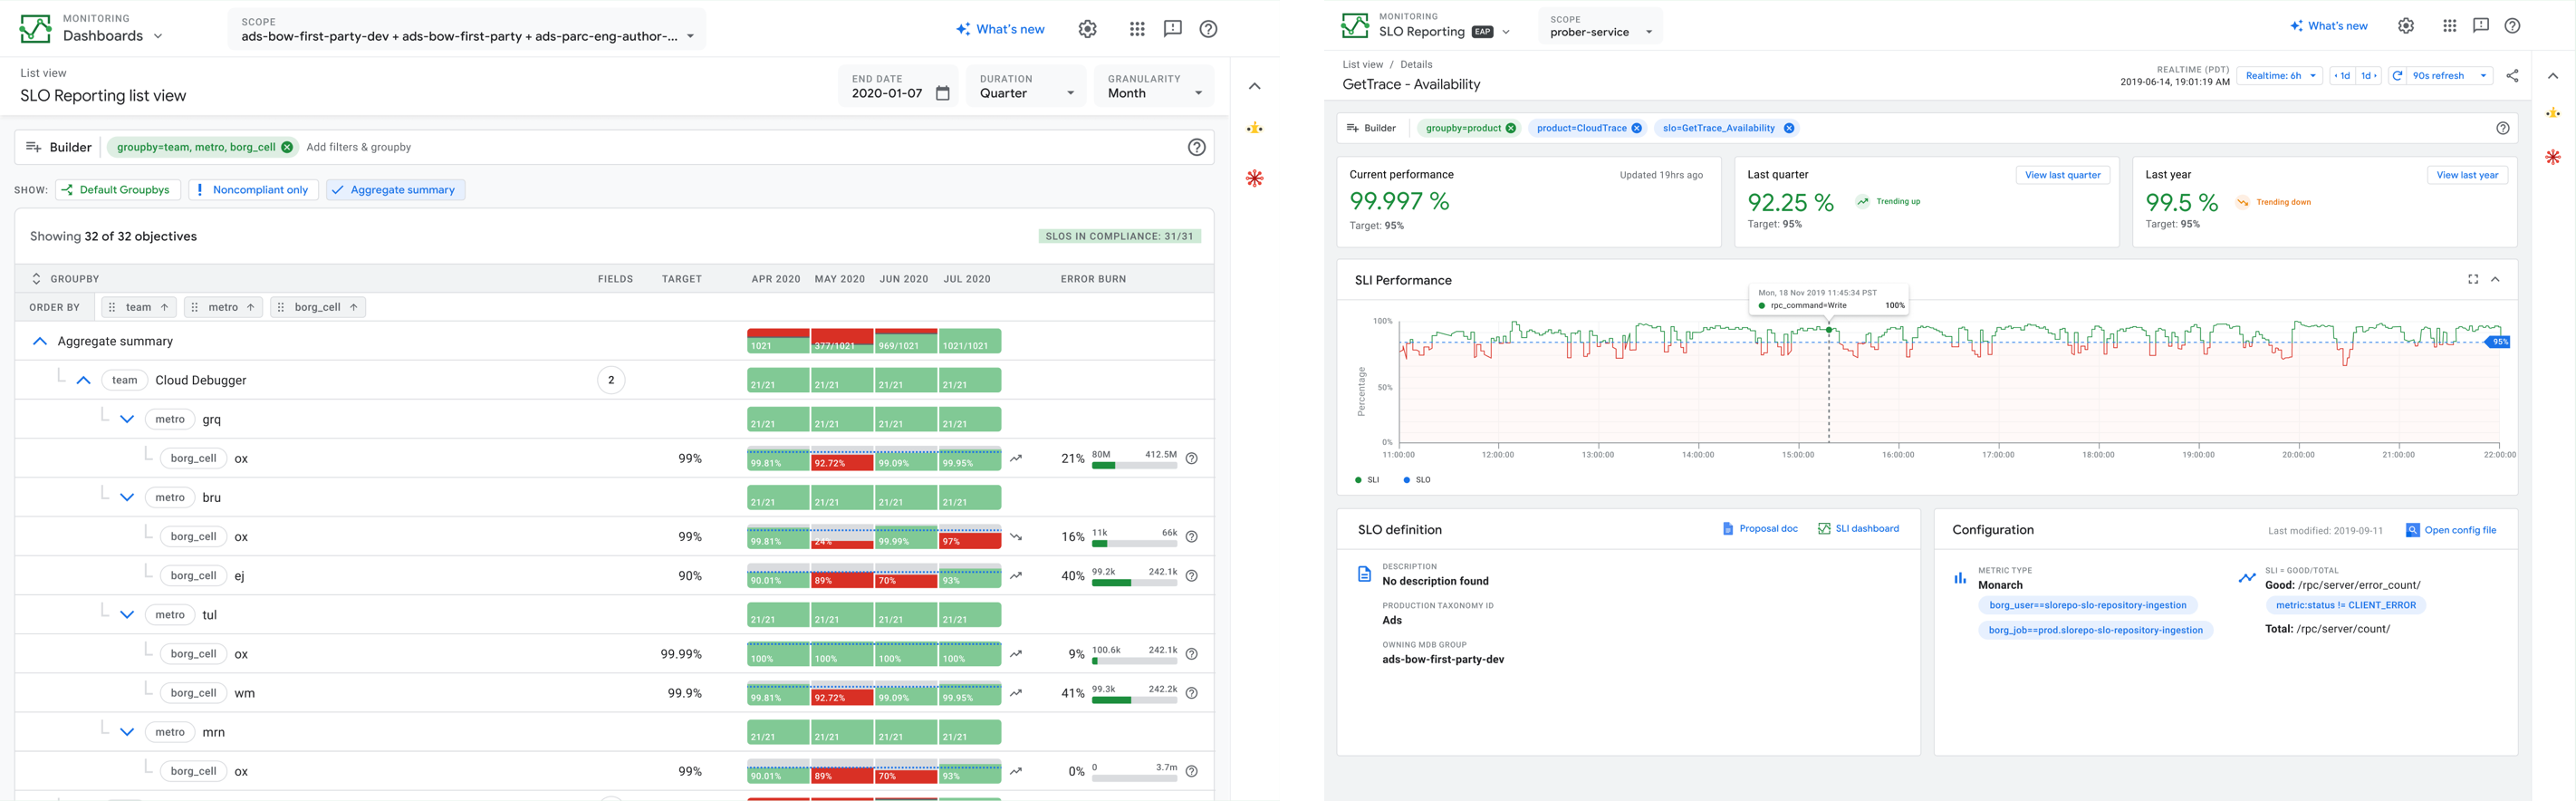 MONITORING
Dashboards
SCOPE
ads-bow-first-party-dev + ads-bow-first-party + ads-parc-eng-author-...
What's new
List view
SLO Reporting list view
END DATE
2020-01-07
DURATION
Quarter
GRANULARITY
Month
Builder
groupby=team, metro, borg_cell
Add filters & groupby
SHOW:
Default Groupbys
Noncompliant only
Aggregate summary
Showing 32 of 32 objectives
SLOS IN COMPLIANCE: 31/31
GROUPBY FIELDS TARGET APR 2020 MAY 2020 JUN 2020 JUL 2020 ERROR BURN
ORDER BY team metro borg_cell
Aggregate summary 1021 377/1021 969/1021 1021/1021
team Cloud Debugger 2 21/21 21/21 21/21 21/21
metro grq 21/21 21/21 21/21 21/21
borg_cell ox 99% 99.81% 92.72% 99.09% 99.95% 21% 80M 412.5M
metro bru 21/21 21/21 21/21 21/21
borg_cell ox 99% 99.81% 24% 99.99% 97% 16% 11k 66k
borg_cell ej 90% 90.01% 89% 70% 93% 40% 99.2k 242.1k
metro tul 21/21 21/21 21/21 21/21
borg_cell ox 99.99% 100% 100% 100% 100% 9% 100.6k 242.1k
borg_cell wm 99.9% 99.81% 92.72% 99.09% 99.95% 41% 99.3k 242.2k
metro mrn 21/21 21/21 21/21 21/21
borg_cell ox 99% 90.01% 89% 70% 93% 0% 0 3.7m
MONITORING
SLO Reporting EAP
SCOPE
prober-service
What's new
List view / Details
GetTrace - Availability
REALTIME (PDT)
2019-06-14, 19:01:19 AM
Realtime: 6h
1d 1d
90s refresh
Builder
groupby=product
product=CloudTrace
slo=GetTrace_Availability
Current performance
Updated 19hrs ago
99.997 %
Target: 95%
Last quarter
View last quarter
92.25 %
Trending up
Target: 95%
Last year
View last year
99.5 %
Trending down
Target: 95%
SLI Performance
Mon, 18 Nov 2019 11:45:34 PST
rpc_command=Write 100%
100%
95%
50%
Percentage
0%
11:00:00 12:00:00 13:00:00 14:00:00 15:00:00 16:00:00 17:00:00 18:00:00 19:00:00 20:00:00 21:00:00 22:00:00
SLI SLO
SLO definition
Proposal doc
SLI dashboard
DESCRIPTION
No description found
PRODUCTION TAXONOMY ID
Ads
OWNING MDB GROUP
ads-bow-first-party-dev
Configuration
Last modified: 2019-09-11
Open config file
METRIC TYPE
Monarch
borg_user==slorepo-slo-repository-ingestion
borg_job==prod.slorepo-slo-repository-ingestion
SLI = GOOD/TOTAL
Good: /rpc/server/error_count/
metric:status != CLIENT_ERROR
Total: /rpc/server/count/